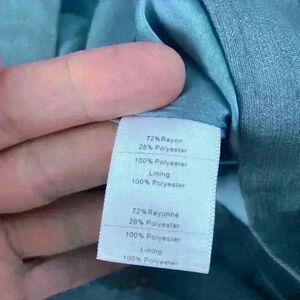 72%Rayon
28% Polyester
100% Polyester
Lining
100% Polyester
72%Rayonne
28% Polyester
100% Polyester
Lining
100% Polyester